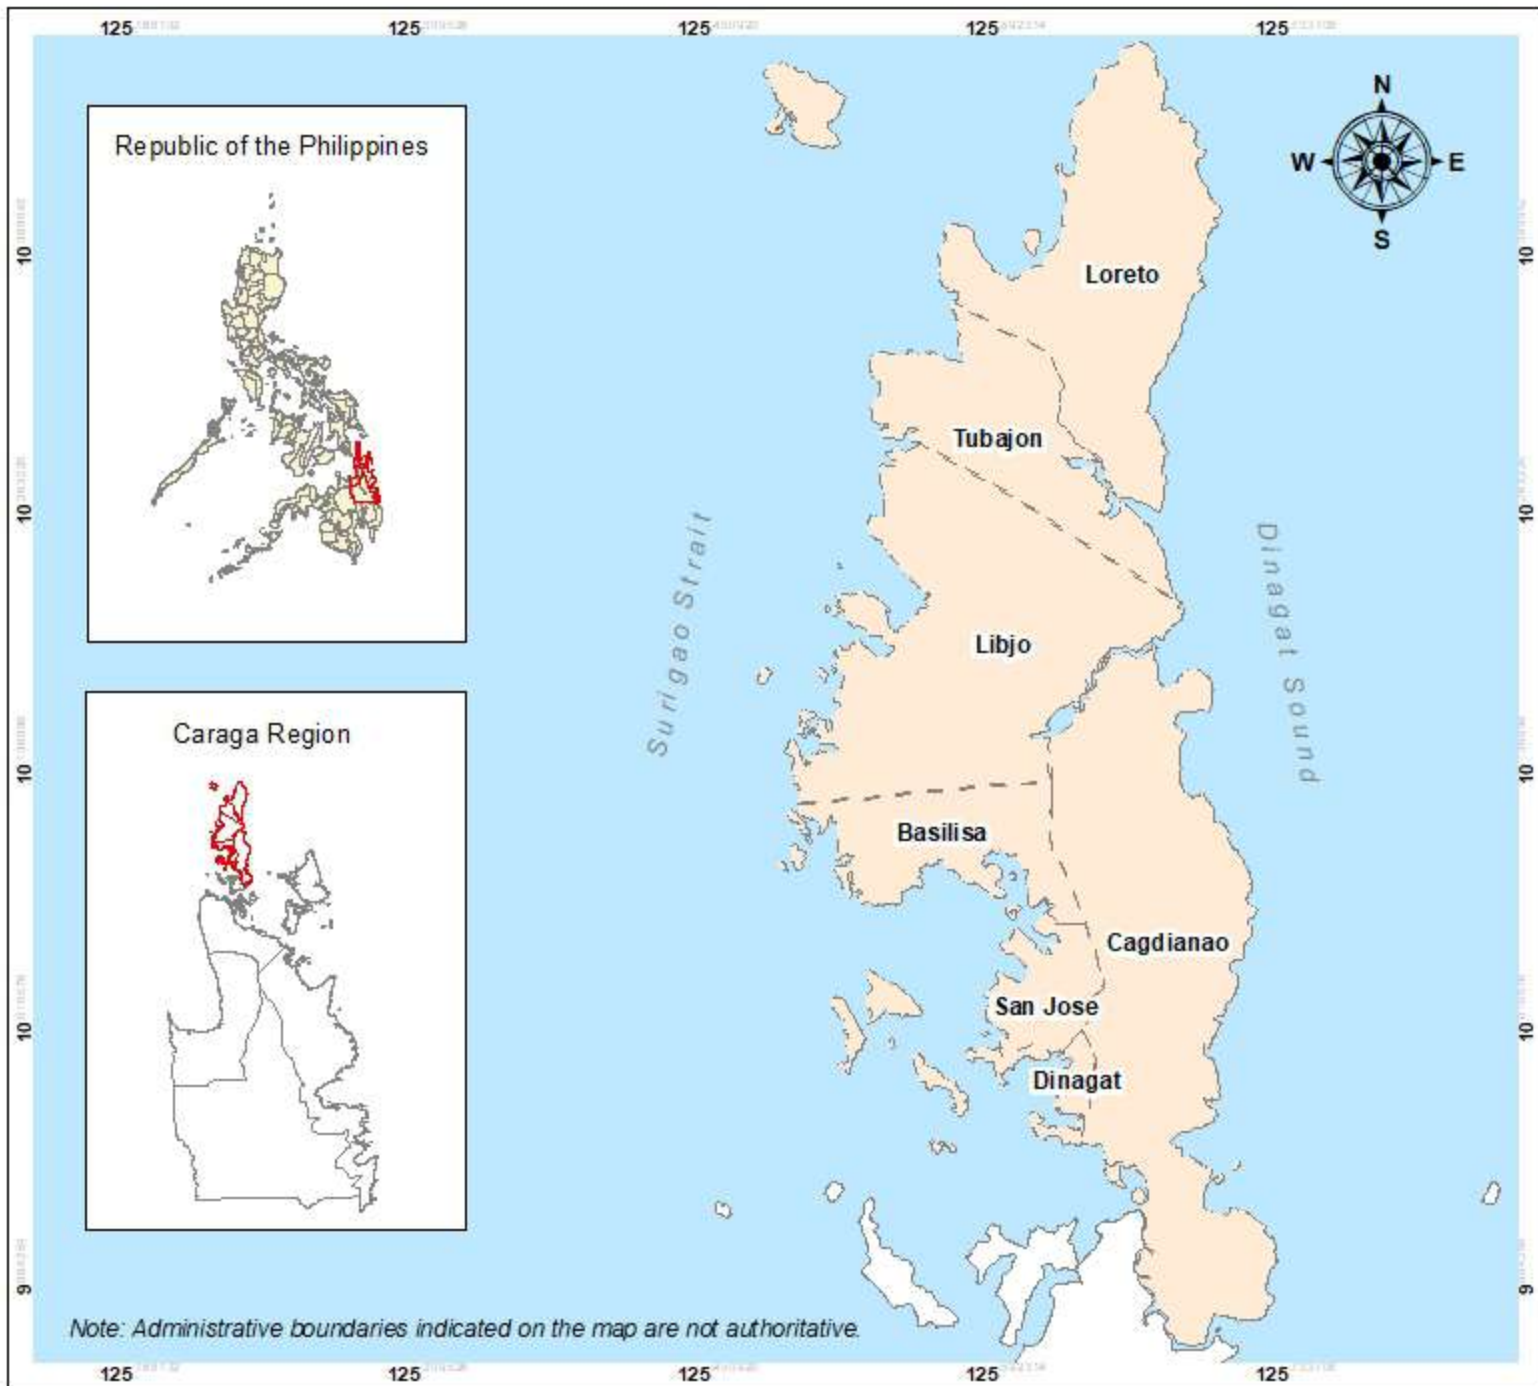 125 125 125 125 125
Republic of the Philippines
N
W E
S
10 10
Loreto
Tubajon
10 10
Surigao Strait
Dinagat Sound
Libjo
Caraga Region
10 10
Basilisa
Cagdianao
San Jose
10 10
Dinagat
9 9
Note: Administrative boundaries indicated on the map are not authoritative.
125 125 125 125 125